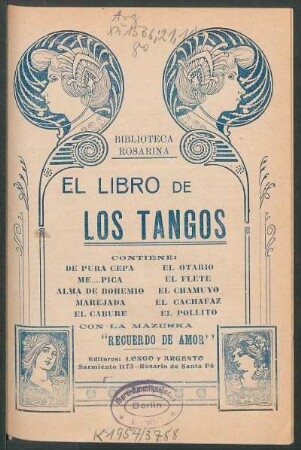 BIBLIOTECA
ROSARINA
EL LIBRO DE
LOS TANGOS
CONTIENE:
DE PURA CEPA EL OTARIO
ME...PICA EL FLETE
ALMA DE BOHEMIO EL CHAMUYO
MAREJADA EL CACHAFAZ
EL CABURE EL POLLITO
CON LA MAZURKA
"RECUERDO DE AMOR"
Editores: LONGO y ARGENTO
Sarmiento 1173-Rosario de Santa Fé
Berlin